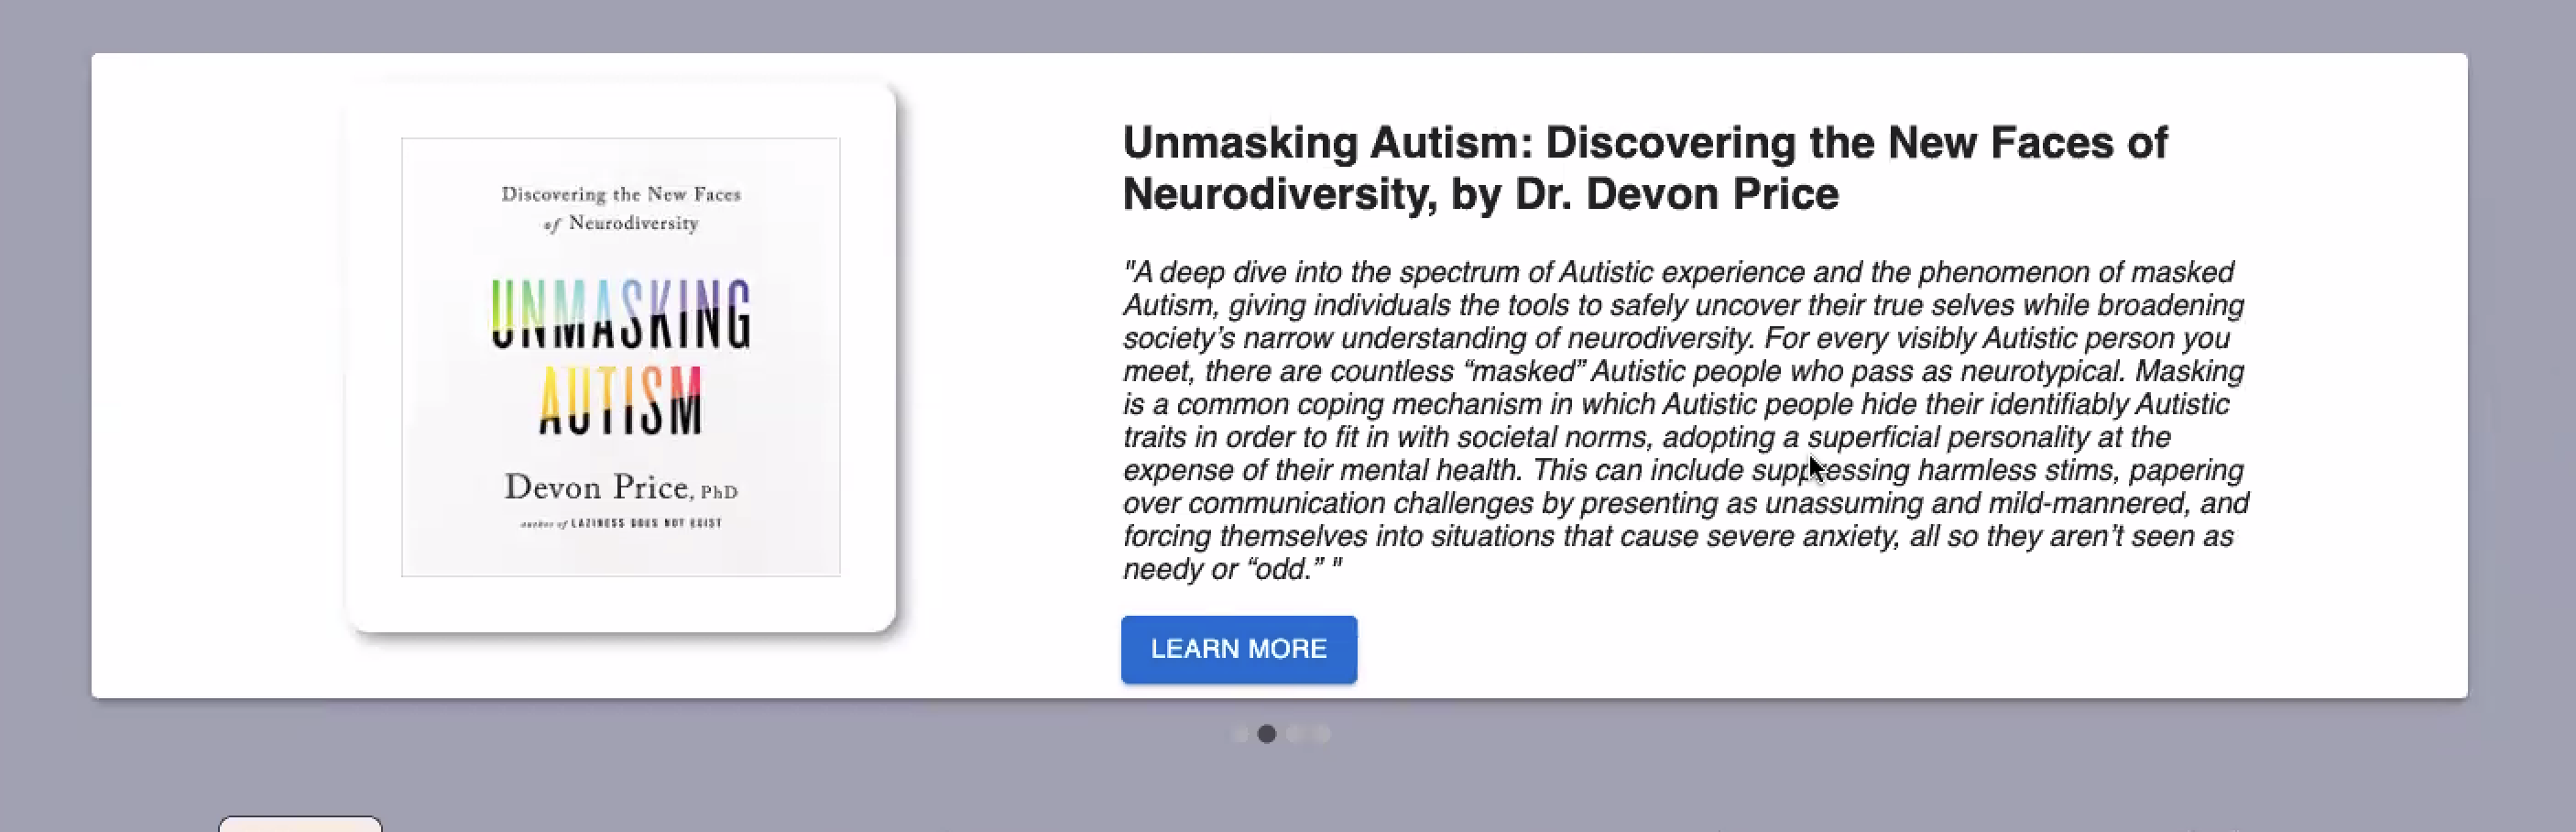 Discovering the New Faces
of Neurodiversity
UNMASKING
AUTISM
Devon Price, PhD
author of LAZINESS DOES NOT EXIST
Unmasking Autism: Discovering the New Faces of
Neurodiversity, by Dr. Devon Price
"A deep dive into the spectrum of Autistic experience and the phenomenon of masked
Autism, giving individuals the tools to safely uncover their true selves while broadening
society’s narrow understanding of neurodiversity. For every visibly Autistic person you
meet, there are countless “masked” Autistic people who pass as neurotypical. Masking
is a common coping mechanism in which Autistic people hide their identifiably Autistic
traits in order to fit in with societal norms, adopting a superficial personality at the
expense of their mental health. This can include suppressing harmless stims, papering
over communication challenges by presenting as unassuming and mild-mannered, and
forcing themselves into situations that cause severe anxiety, all so they aren’t seen as
needy or “odd.” "
LEARN MORE